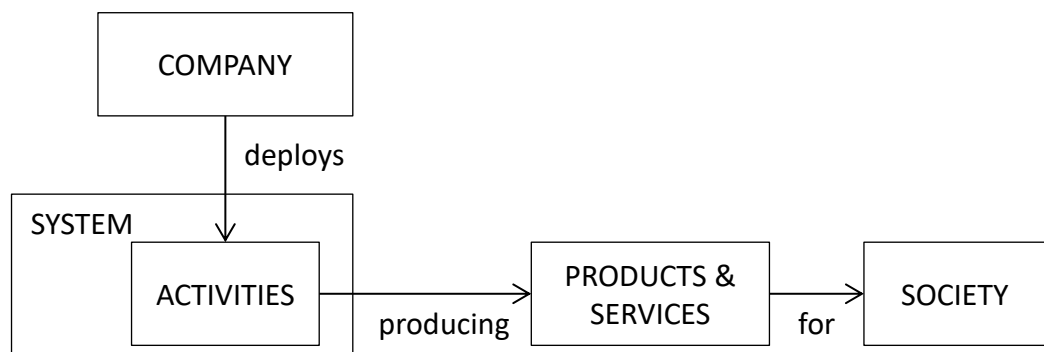 COMPANY
deploys
SYSTEM
ACTIVITIES
producing
PRODUCTS &
SERVICES
for
SOCIETY